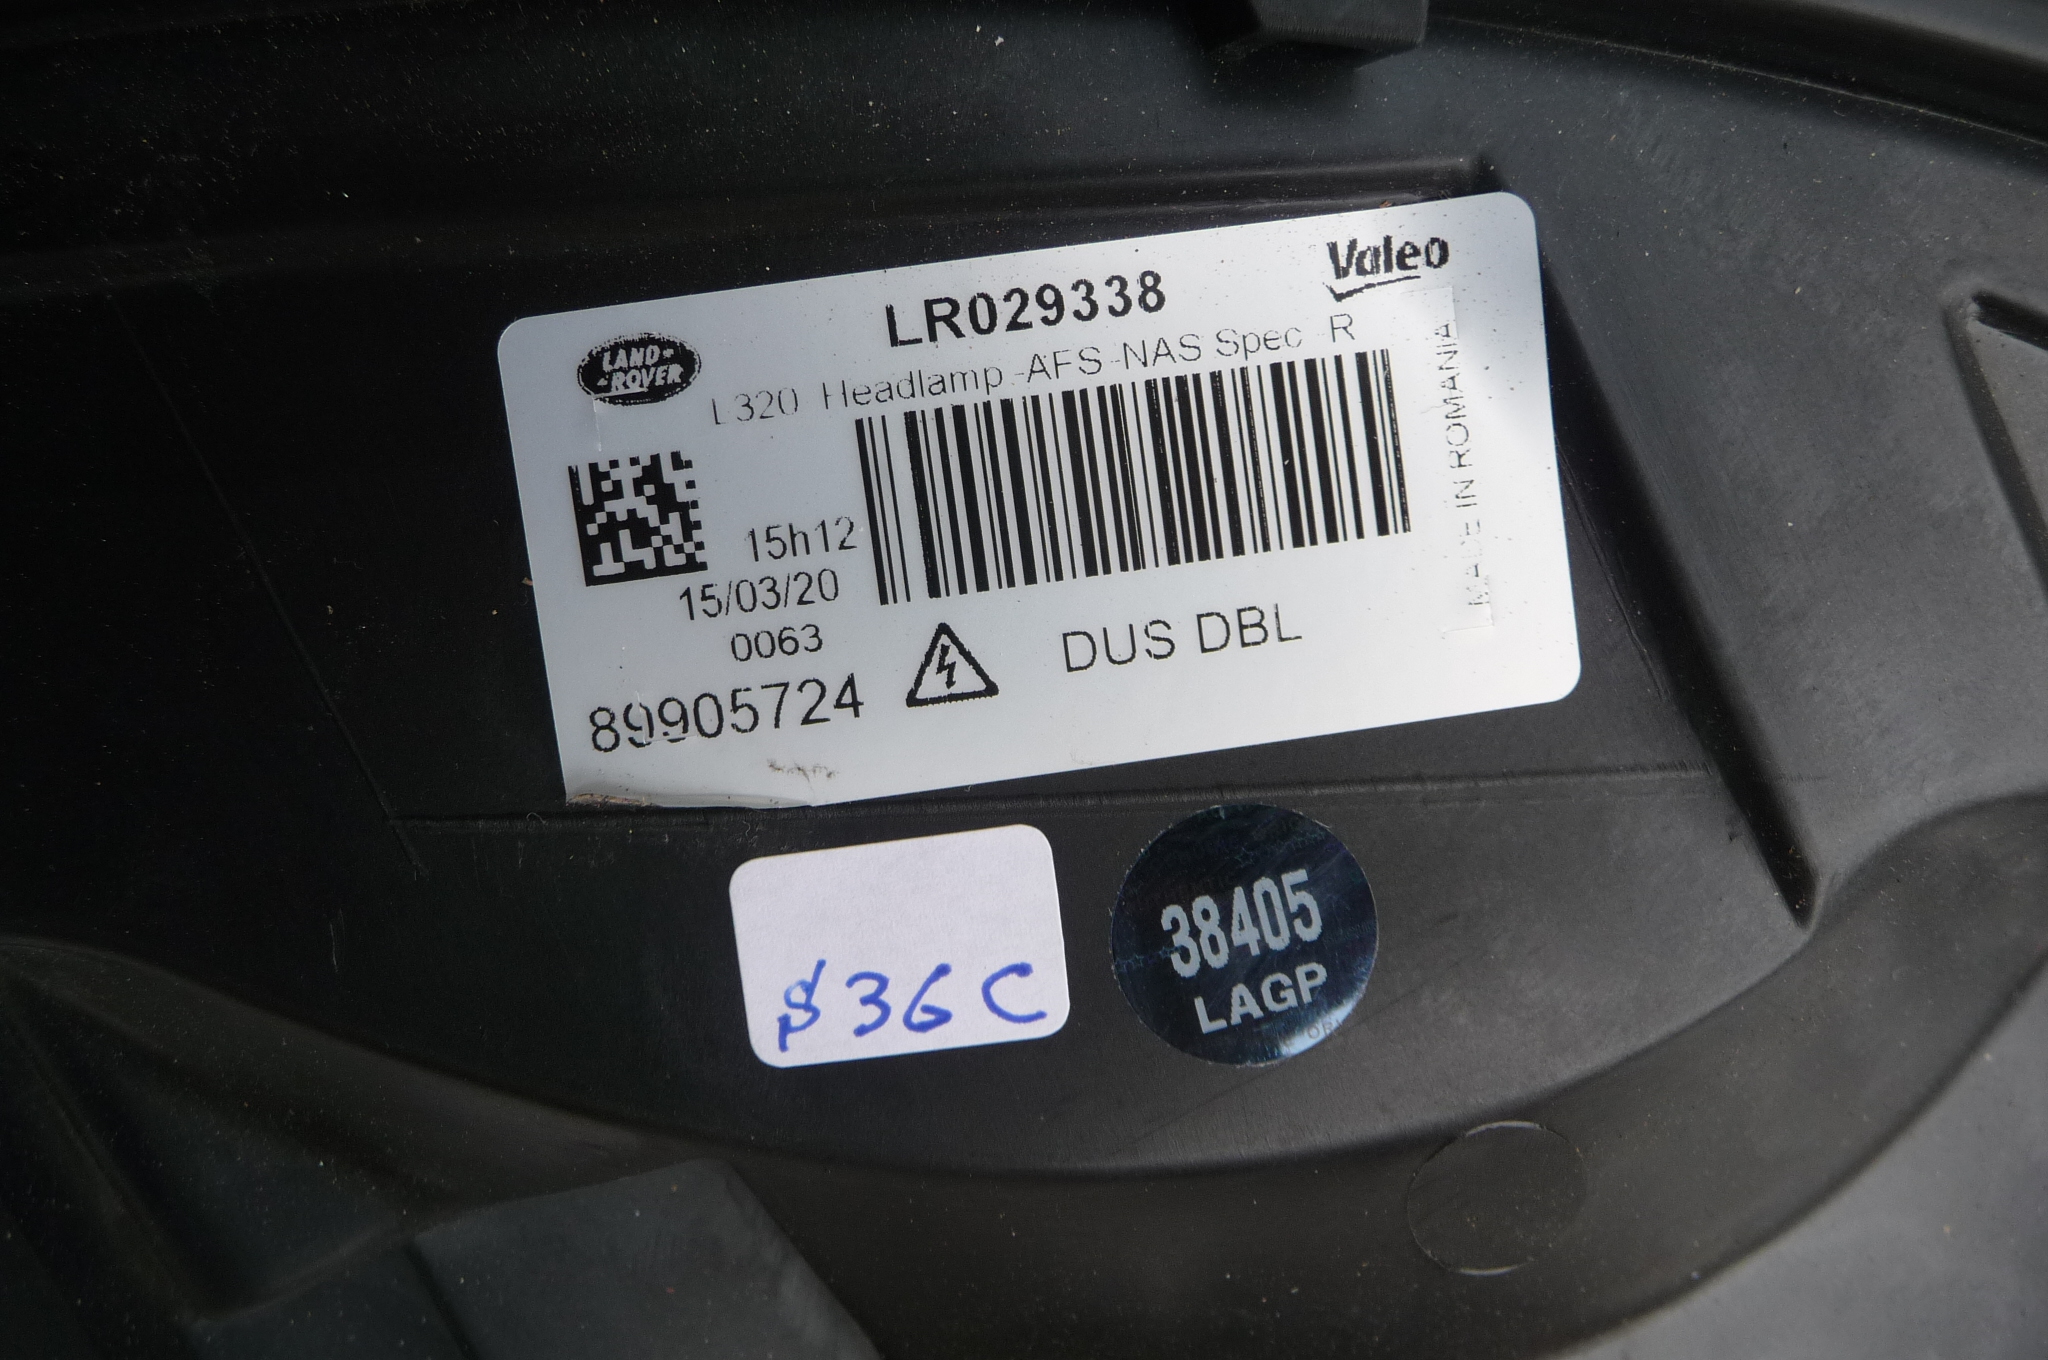 LR029338
Valeo
LAND-
-ROVER
L320 Headlamp-AFS-NAS Spec R
MADE IN ROMANIA
15h12
15/03/20
0063
89905724
DUS DBL
$36C
38405
LAGP